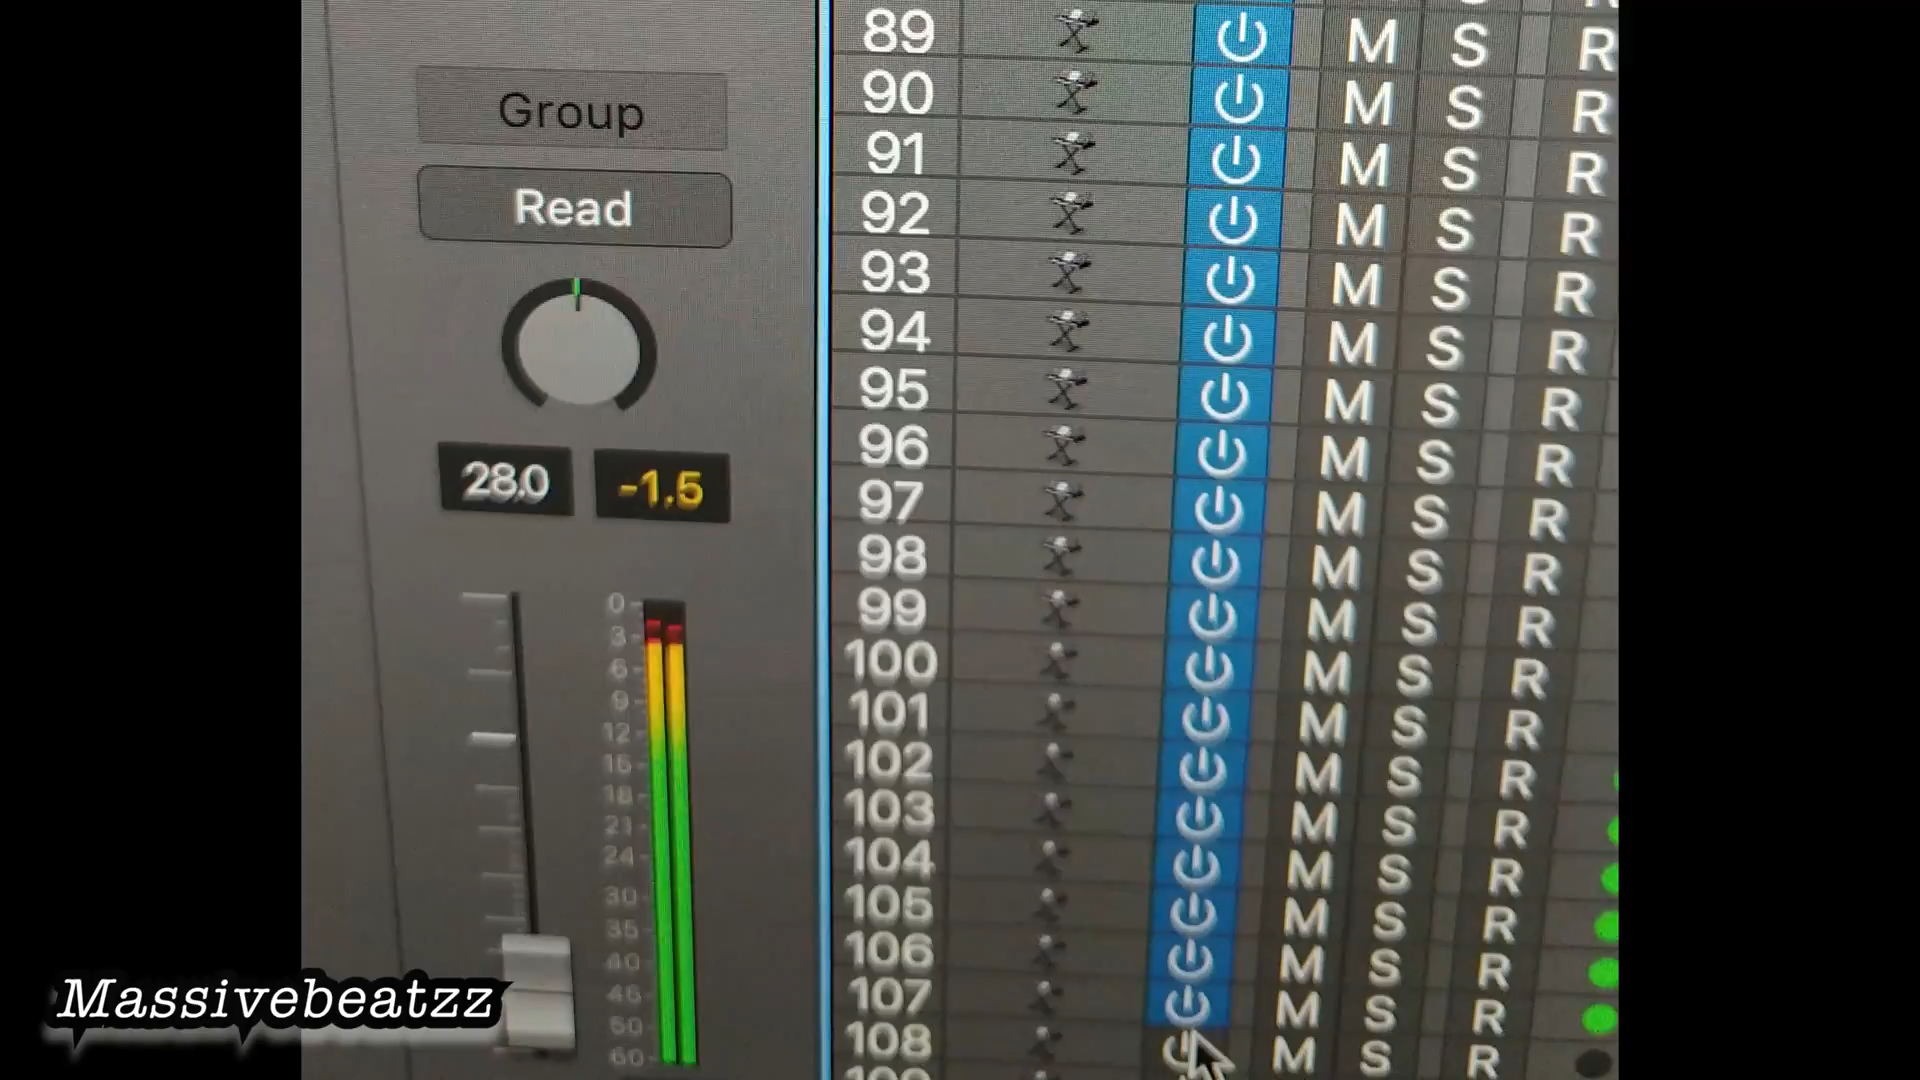 Group
Read
28.0 -1.5
0
3
6
9
12
15
18
21
24
30
35
40
45
50
60
89 M S R
90 M S R
91 M S R
92 M S R
93 M S R
94 M S R
95 M S R
96 M S R
97 M S R
98 M S R
99 M S R
100 M S R
101 M S R
102 M S R
103 M S R
104 M S R
105 M S R
106 M S R
107 M S R
108 M S R
Massivebeatzz